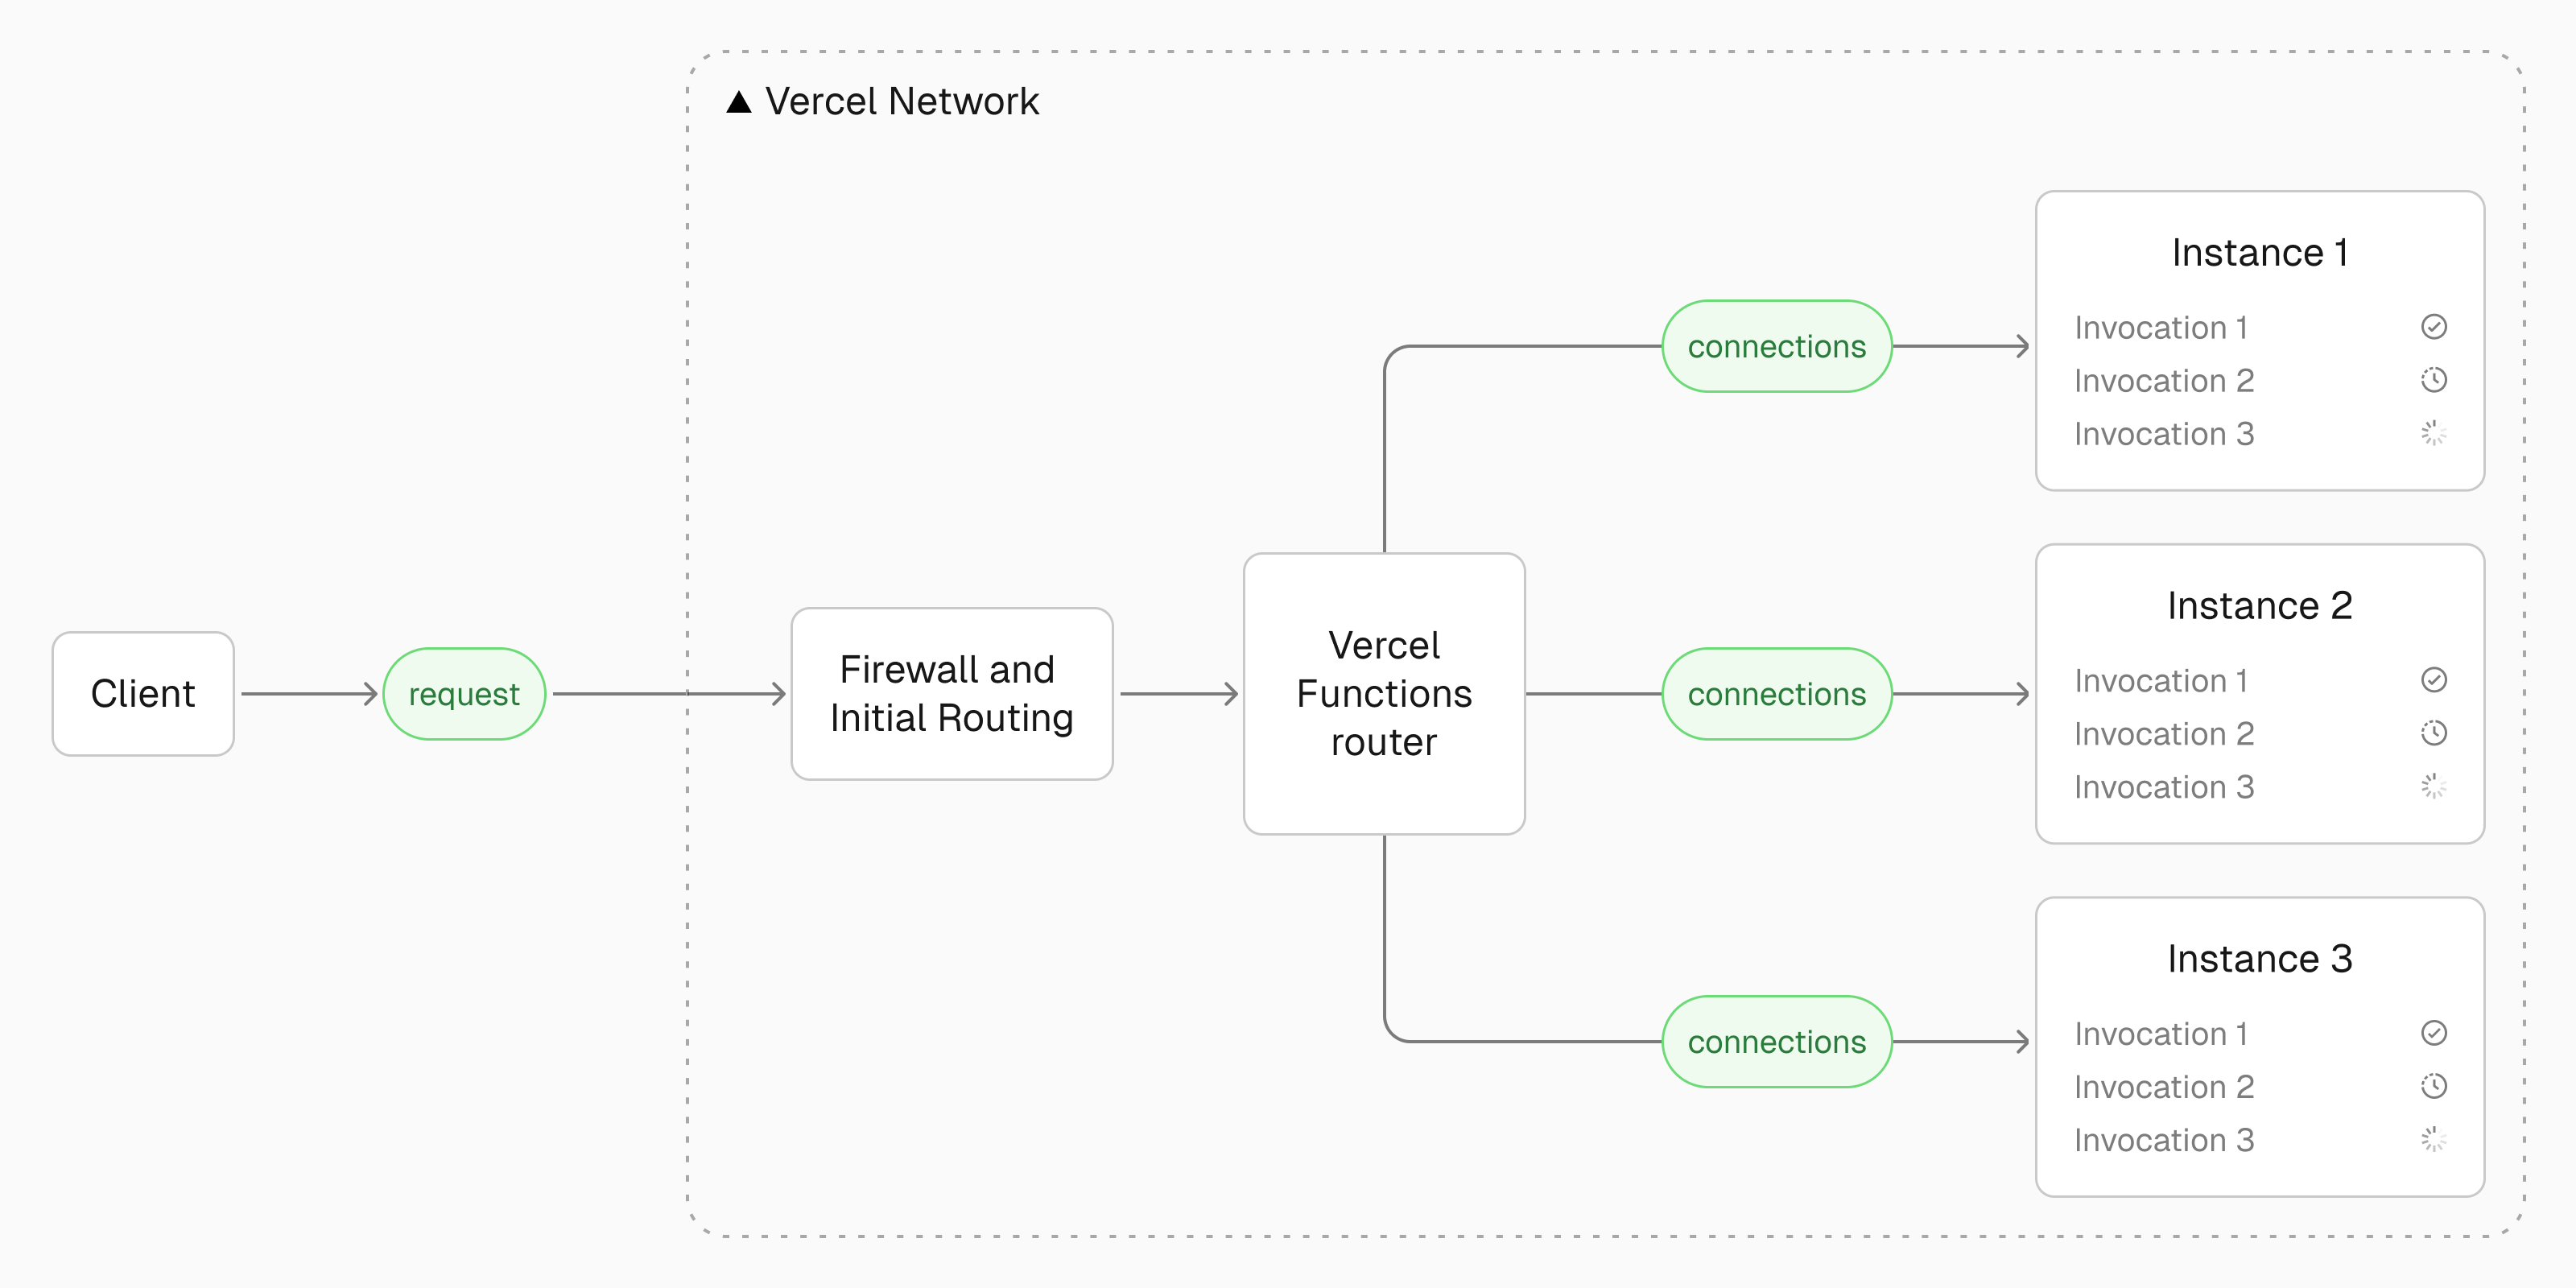 Vercel Network
Client
request
Firewall and
Initial Routing
Vercel
Functions
router
connections
connections
connections
Instance 1
Invocation 1
Invocation 2
Invocation 3
Instance 2
Invocation 1
Invocation 2
Invocation 3
Instance 3
Invocation 1
Invocation 2
Invocation 3